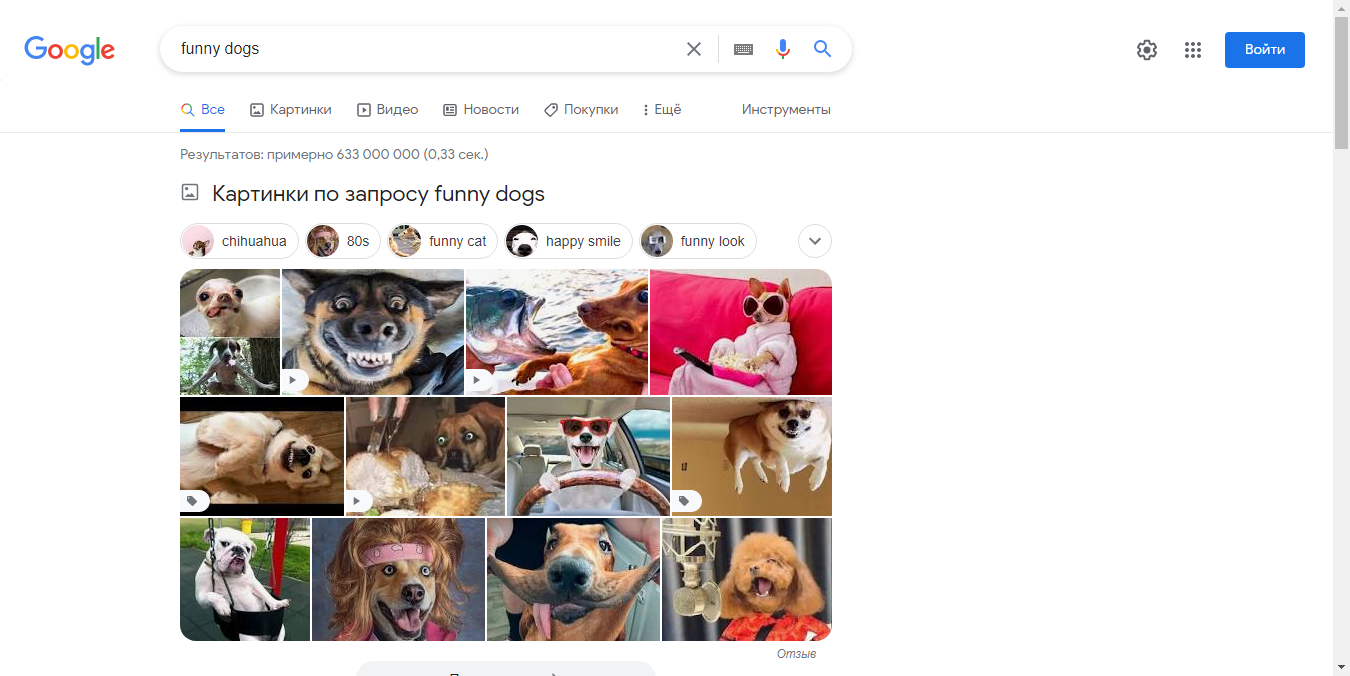 Google
funny dogs
Войти
Все
Картинки
Видео
Новости
Покупки
Ещё
Инструменты
Результатов: примерно 633 000 000 (0,33 сек.)
Картинки по запросу funny dogs
chihuahua
80s
funny cat
happy smile
funny look
Отзыв